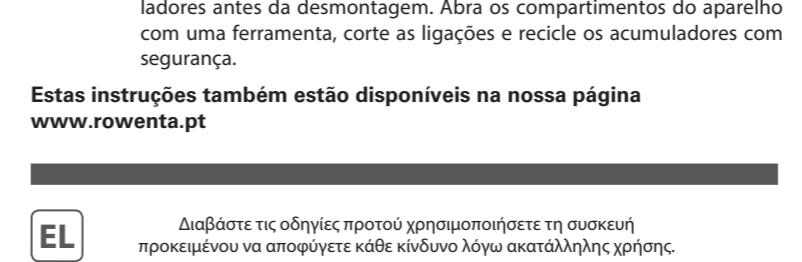 ladores antes da desmontagem. Abra os compartimentos do aparelho
com uma ferramenta, corte as ligações e recicle os acumuladores com
segurança.
Estas instruções também estão disponíveis na nossa página
www.rowenta.pt
EL
Διαβάστε τις οδηγίες προτού χρησιμοποιήσετε τη συσκευή
προκειμένου να αποφύγετε κάθε κίνδυνο λόγω ακατάλληλης χρήσης.